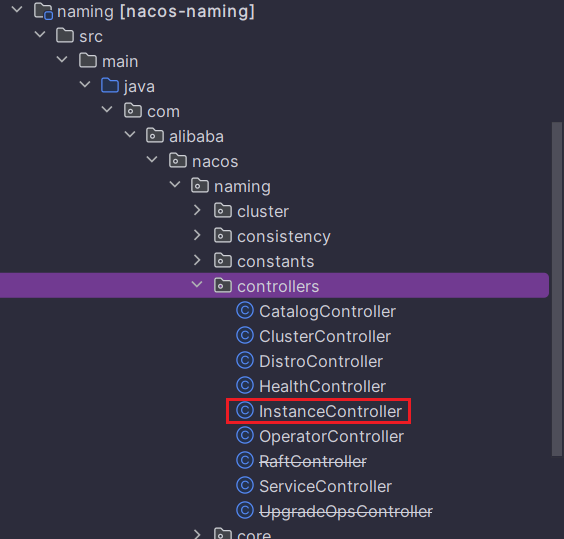 naming [nacos-naming]
src
main
java
com
alibaba
nacos
naming
cluster
consistency
constants
controllers
CatalogController
ClusterController
DistroController
HealthController
InstanceController
OperatorController
RaftController
ServiceController
UpgradeOpsController
core